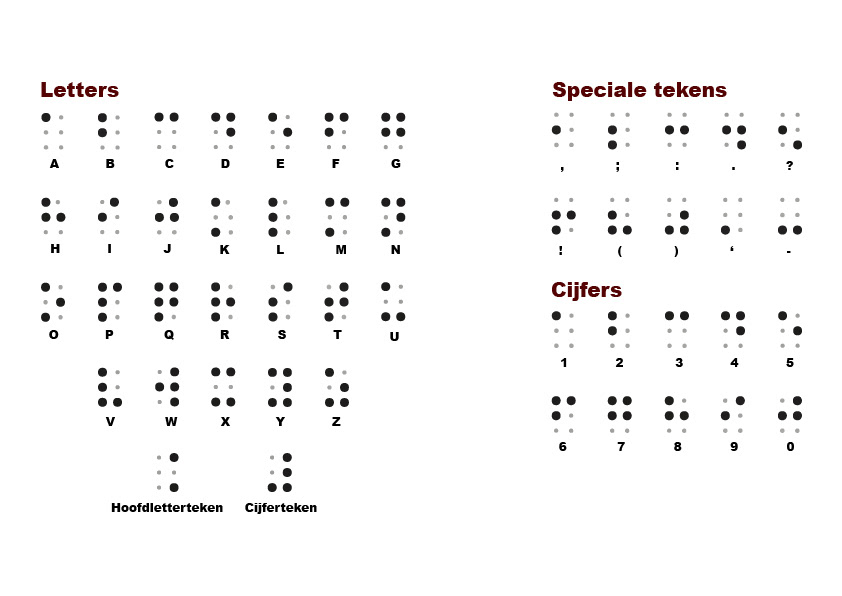 Letters
A B C D E F G
H I J K L M N
O P Q R S T U
V W X Y Z
Hoofdletterteken Cijferteken
Speciale tekens
, ; : . ?
! ( ) ‘ -
Cijfers
1 2 3 4 5
6 7 8 9 0